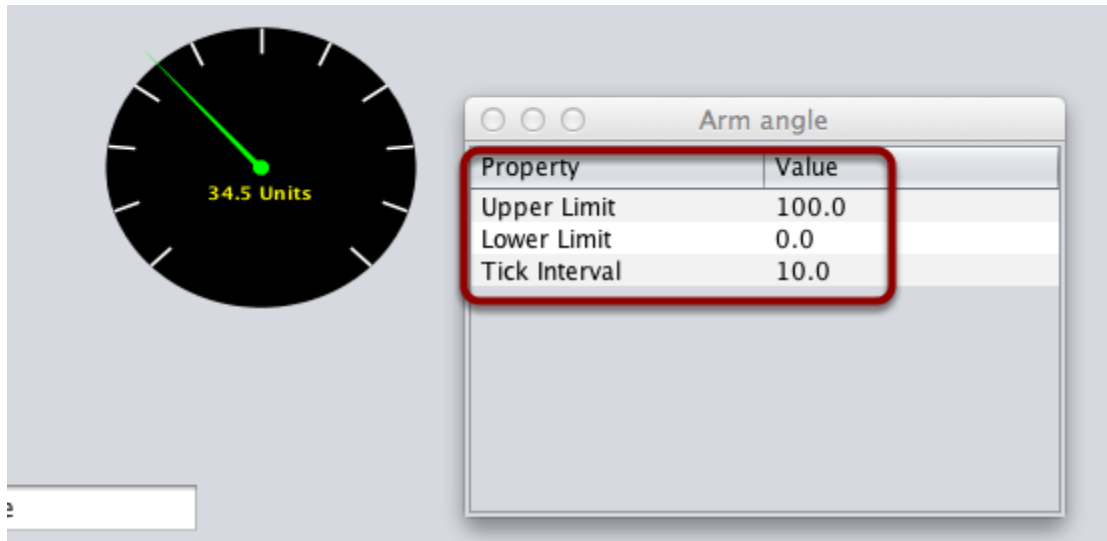 34.5 Units
Arm angle
Property Value
Upper Limit 100.0
Lower Limit 0.0
Tick Interval 10.0
e